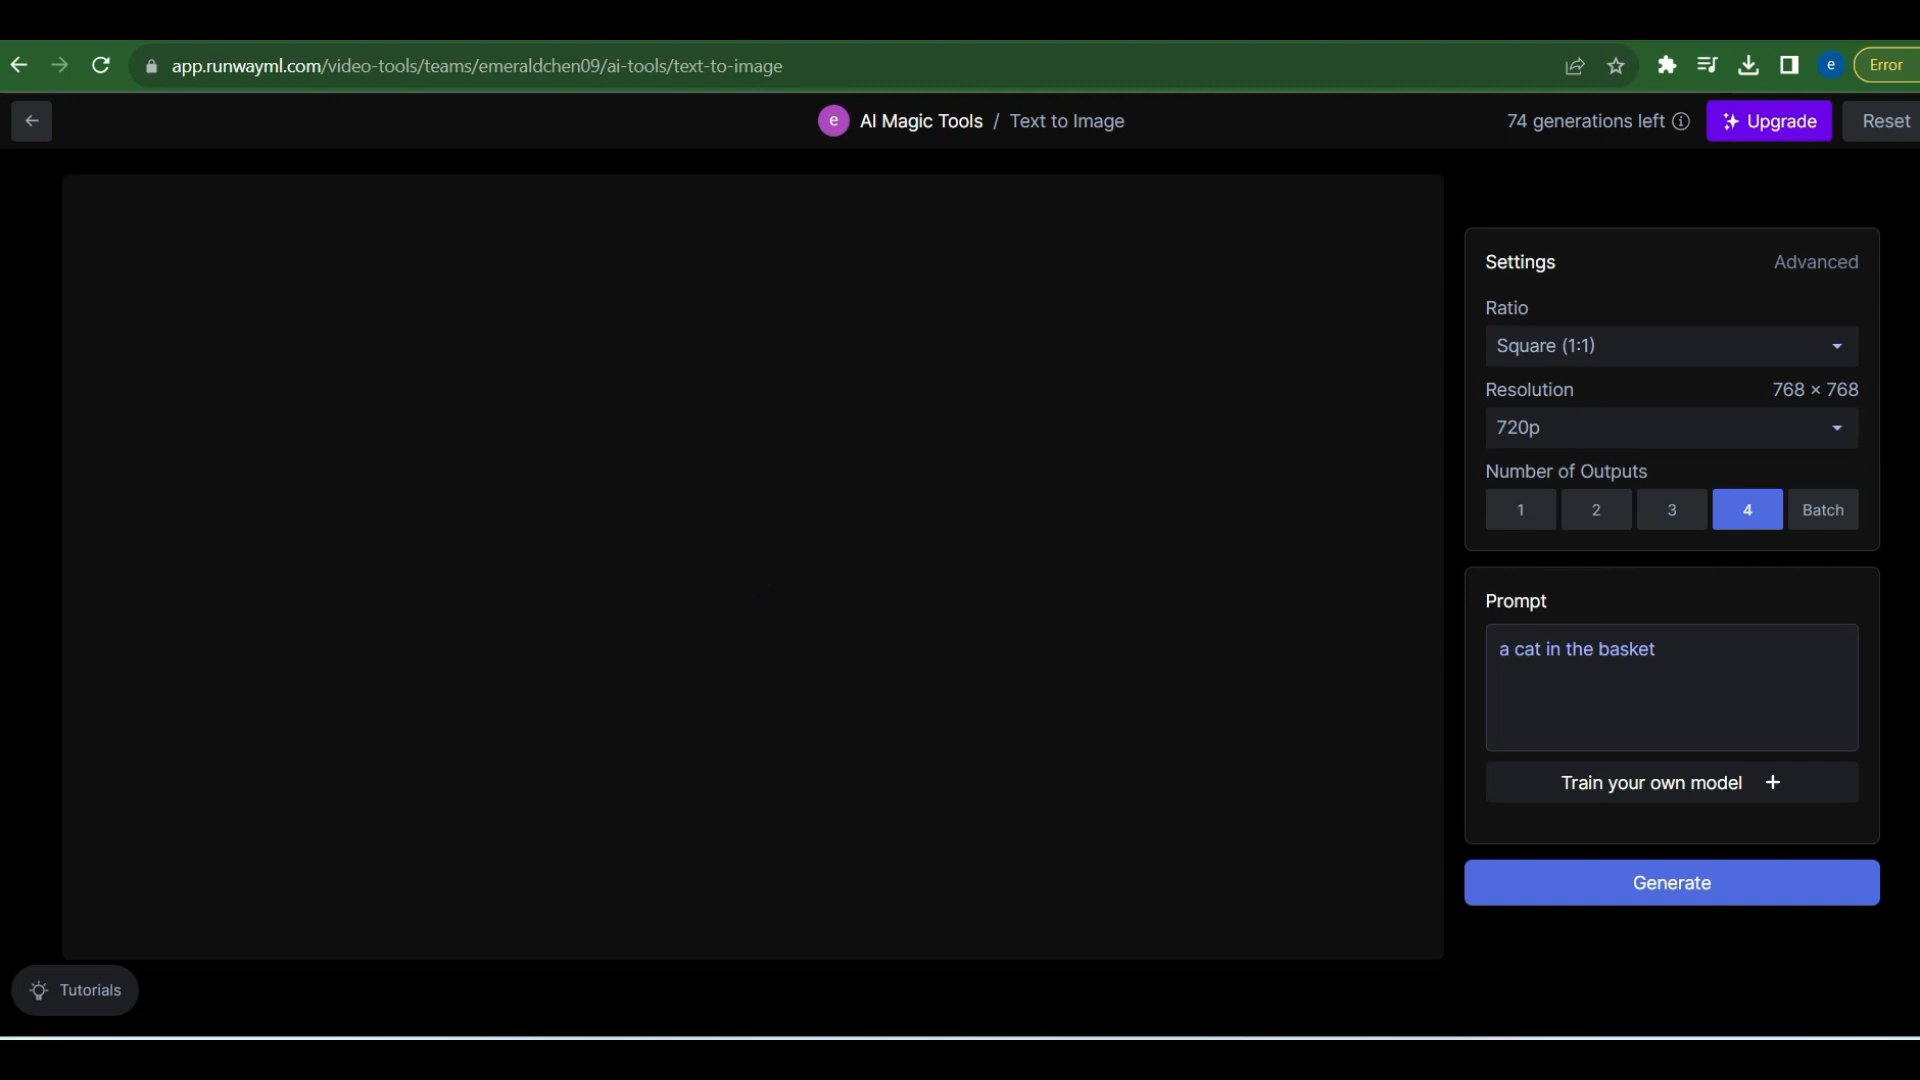 app.runwayml.com/video-tools/teams/emeraldchen09/ai-tools/text-to-image
e
Error
e
AI Magic Tools / Text to Image
74 generations left
Upgrade
Reset
Settings
Advanced
Ratio
Square (1:1)
Resolution
768 × 768
720p
Number of Outputs
1
2
3
4
Batch
Prompt
a cat in the basket
Train your own model +
Generate
Tutorials